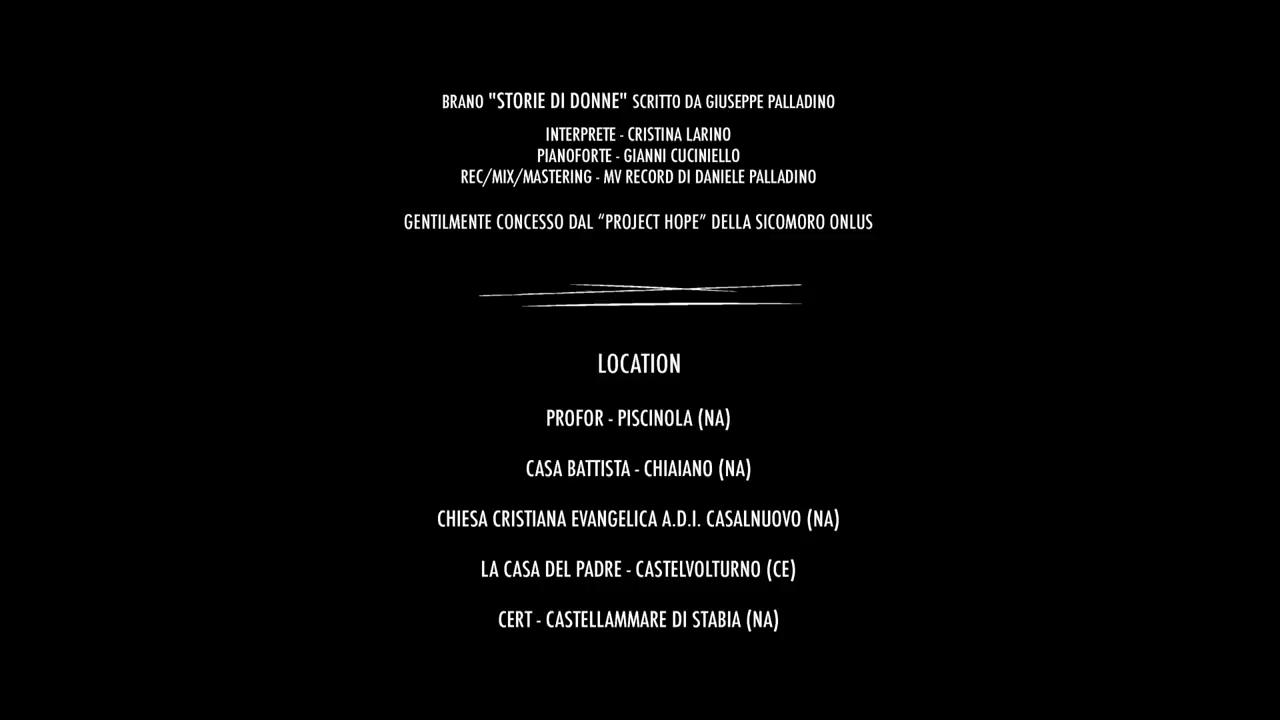 BRANO "STORIE DI DONNE" SCRITTO DA GIUSEPPE PALLADINO
INTERPRETE - CRISTINA LARINO
PIANOFORTE - GIANNI CUCINIELLO
REC/MIX/MASTERING - MV RECORD DI DANIELE PALLADINO
GENTILMENTE CONCESSO DAL “PROJECT HOPE” DELLA SICOMORO ONLUS
LOCATION
PROFOR - PISCINOLA (NA)
CASA BATTISTA - CHIAIANO (NA)
CHIESA CRISTIANA EVANGELICA A.D.I. CASALNUOVO (NA)
LA CASA DEL PADRE - CASTELVOLTURNO (CE)
CERT - CASTELLAMMARE DI STABIA (NA)